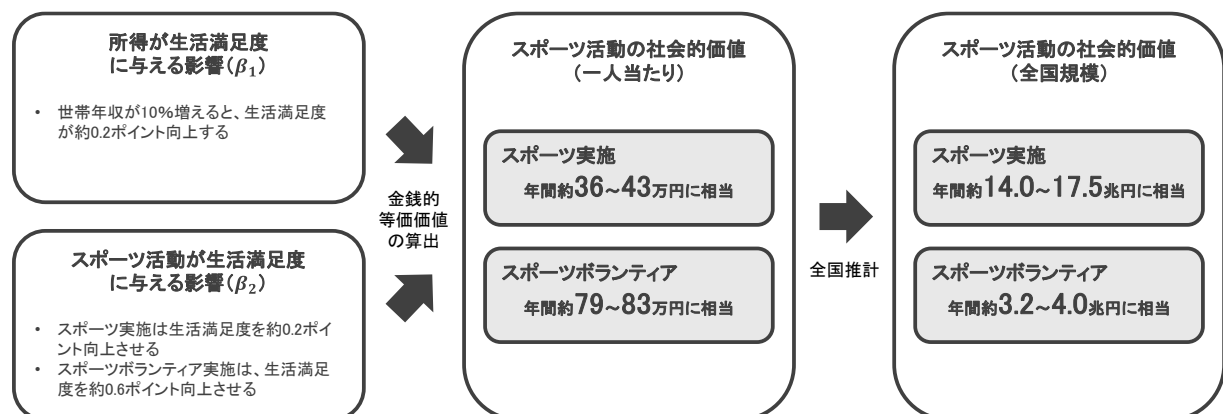 所得が生活満足度
に与える影響(β₁)
• 世帯年収が10%増えると、生活満足度
が約0.2ポイント向上する
スポーツ活動が生活満足度
に与える影響(β₂)
• スポーツ実施は生活満足度を約0.2ポイ
ント向上させる
• スポーツボランティア実施は、生活満足
度を約0.6ポイント向上させる
金銭的
等価価値
の算出
スポーツ活動の社会的価値
(一人当たり)
スポーツ実施
年間約36~43万円に相当
スポーツボランティア
年間約79~83万円に相当
全国推計
スポーツ活動の社会的価値
(全国規模)
スポーツ実施
年間約14.0~17.5兆円に相当
スポーツボランティア
年間約3.2~4.0兆円に相当